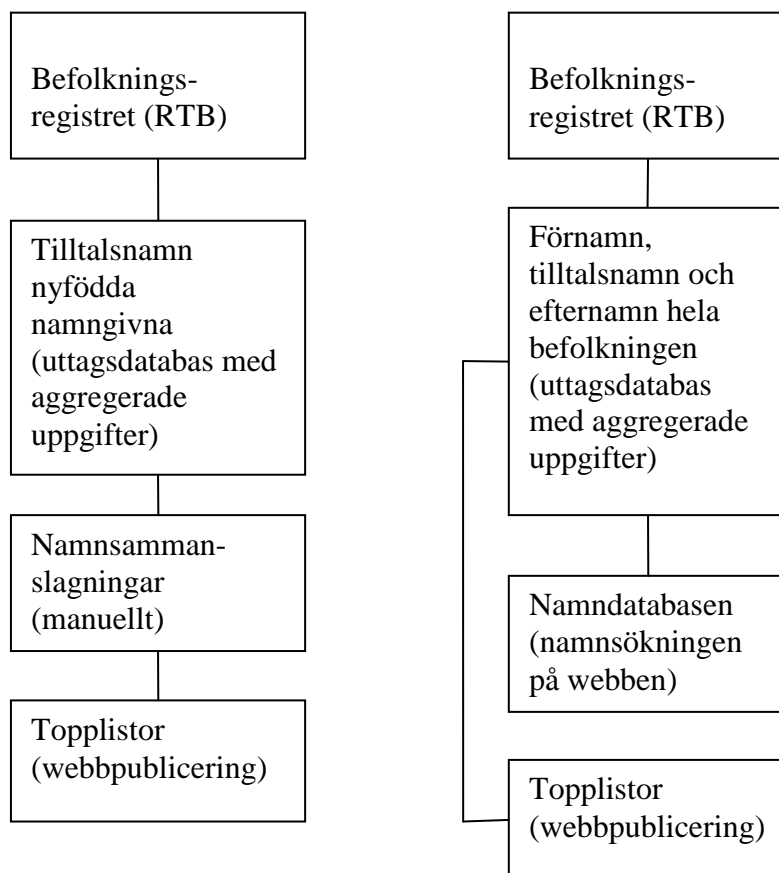 Befolknings-
registret (RTB)
Tilltalsnamn
nyfödda
namngivna
(uttagsdatabas med
aggregerade
uppgifter)
Namnsamman-
slagningar
(manuellt)
Topplistor
(webbpublicering)
Befolknings-
registret (RTB)
Förnamn,
tilltalsnamn och
efternamn hela
befolkningen
(uttagsdatabas
med aggregerade
uppgifter)
Namndatabasen
(namnsökningen
på webben)
Topplistor
(webbpublicering)